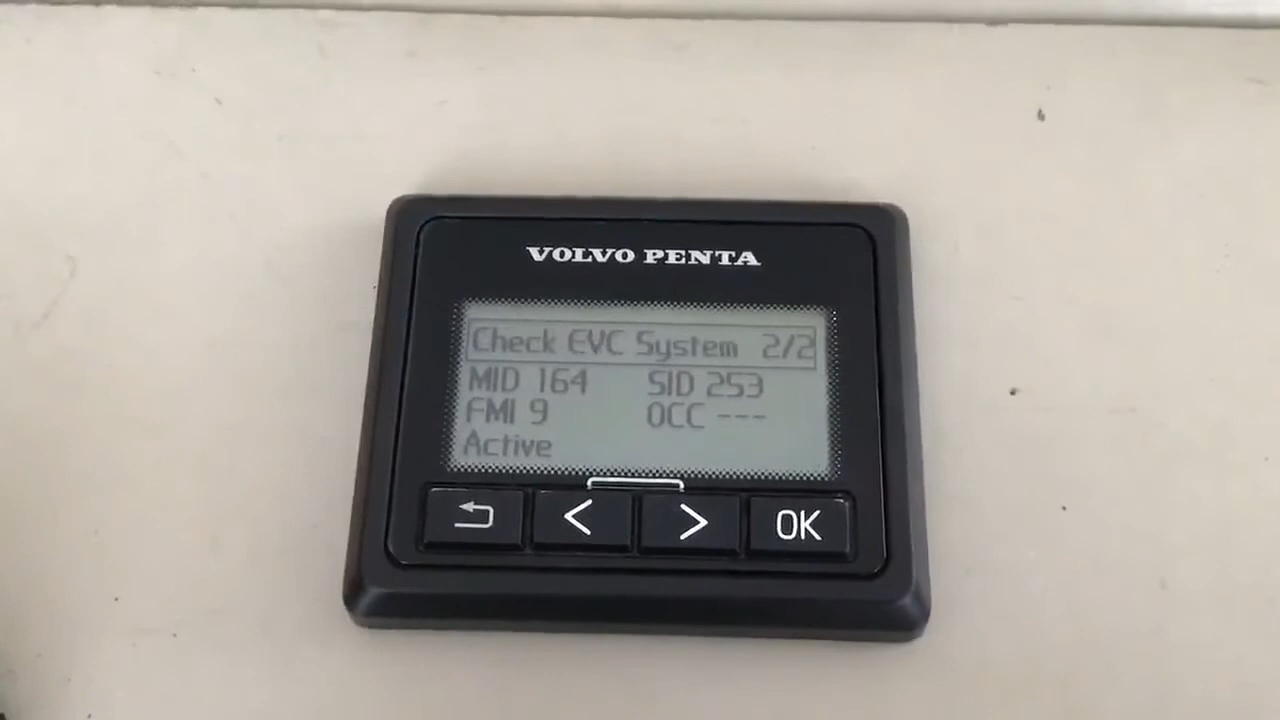 VOLVO PENTA
Check EVC System 2/2
MID 164 SID 253
FMI 9 OCC ---
Active
< > OK